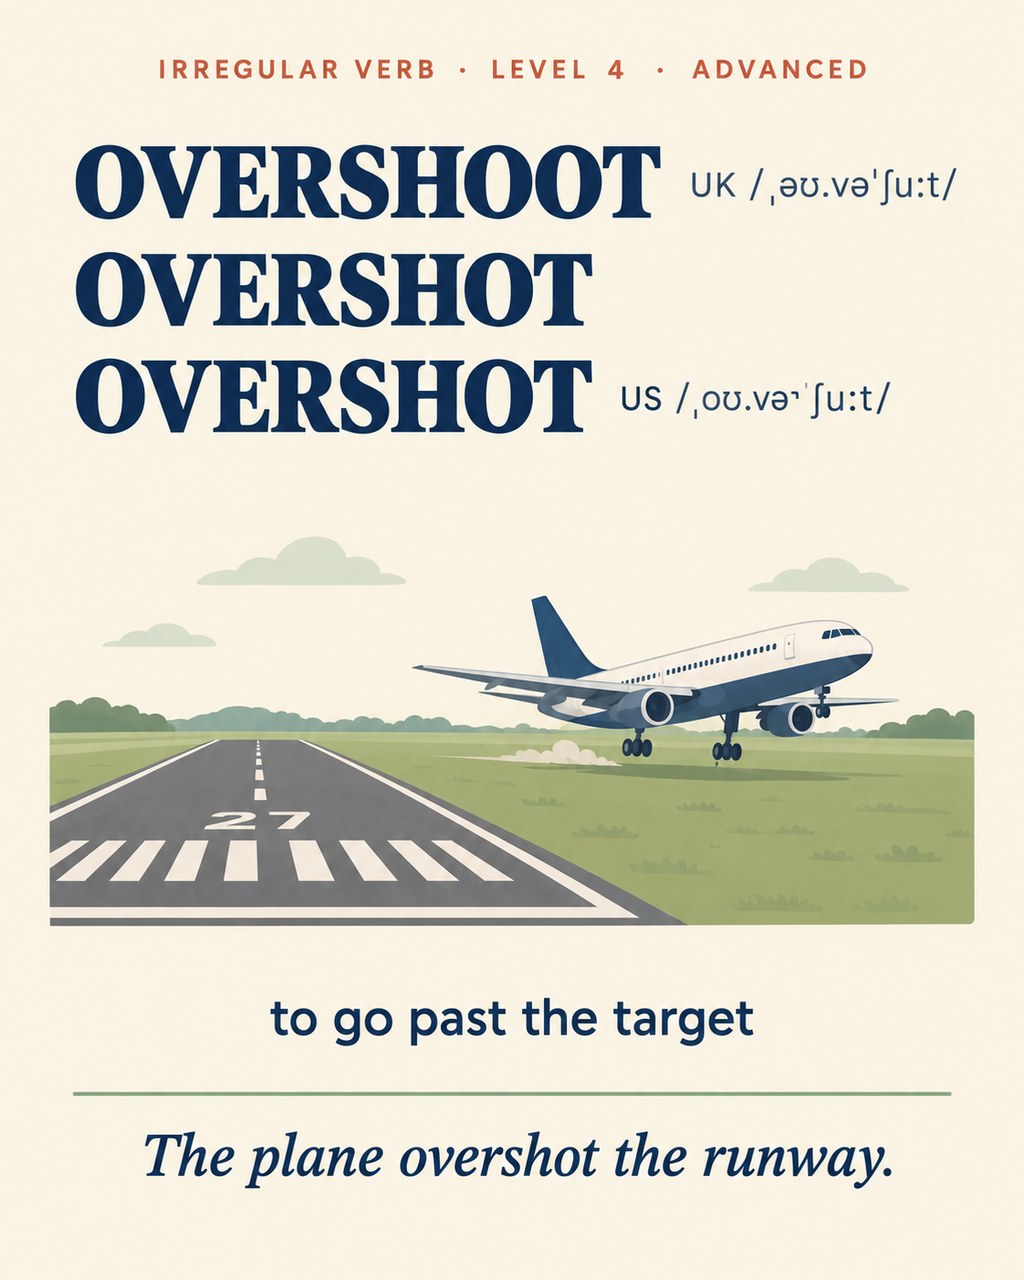 IRREGULAR VERB · LEVEL 4 · ADVANCED
OVERSHOOT UK /ˌəʊ.vəˈʃuːt/
OVERSHOT
OVERSHOT US /ˌoʊ.vɚˈʃuːt/
27
to go past the target
The plane overshot the runway.